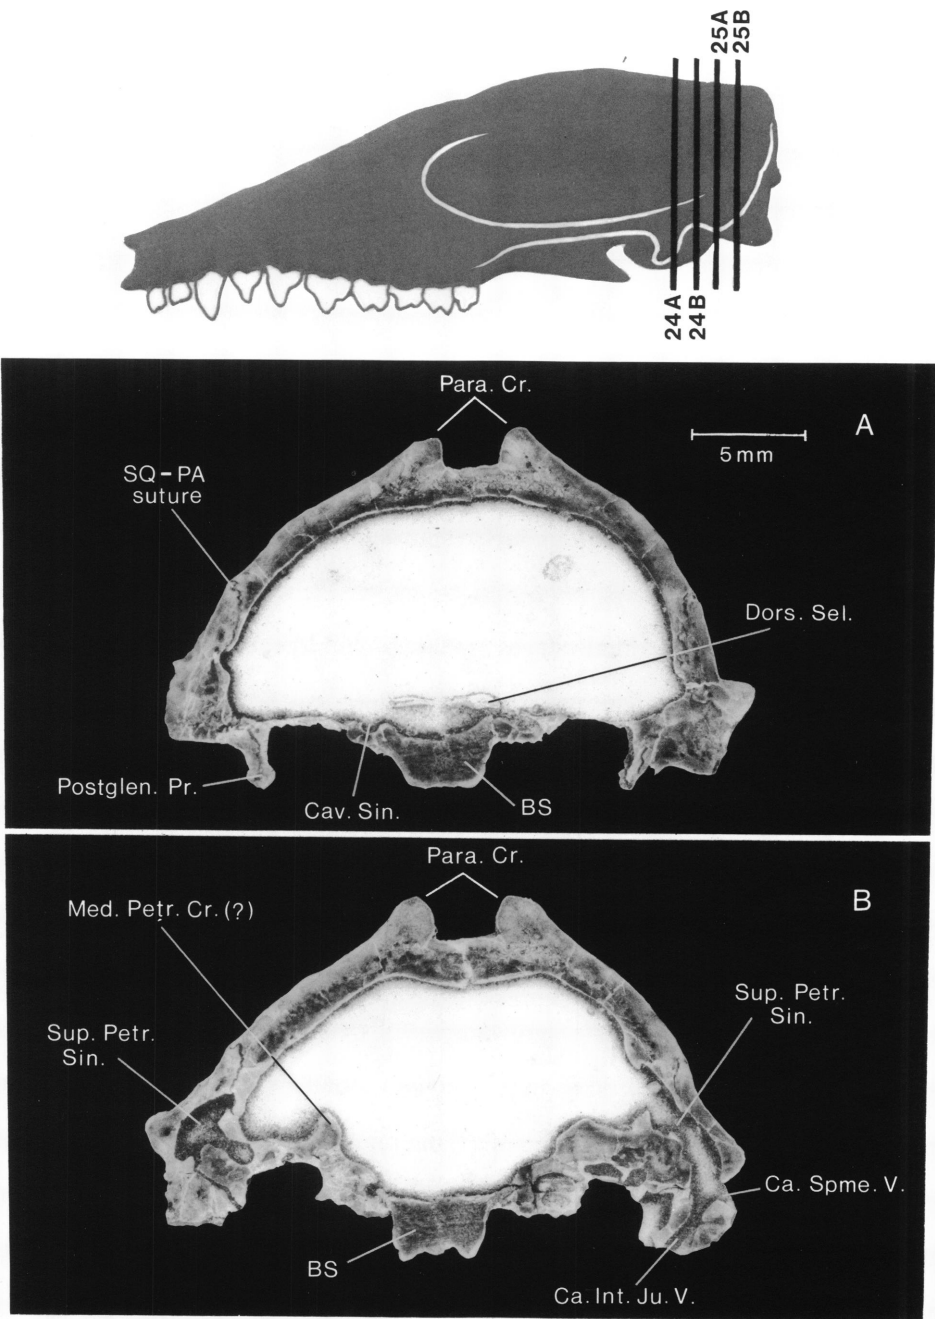 25A
25B
24A
24B
Para. Cr.
A
5mm
SQ-PA
suture
Dors. Sel.
Postglen. Pr.
Cav. Sin.
BS
Para. Cr.
B
Med. Petr. Cr. (?)
Sup. Petr.
Sin.
Sup. Petr.
Sin.
Ca. Spme. V.
BS
Ca. Int. Ju. V.